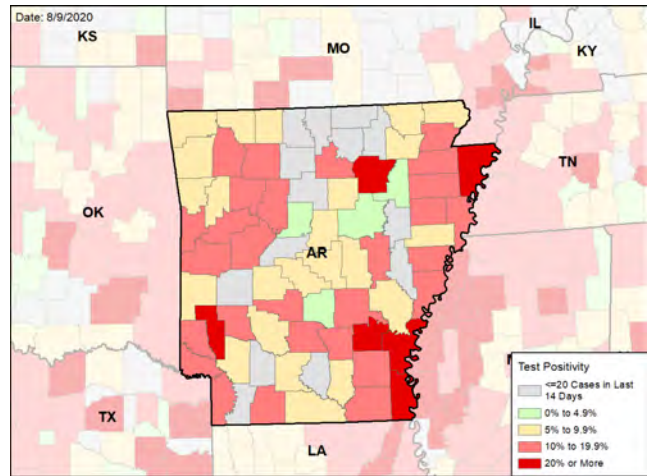 Date: 8/9/2020
KS
MO
IL
KY
OK
TN
AR
TX
LA
Test Positivity
<=20 Cases in Last
14 Days
0% to 4.9%
5% to 9.9%
10% to 19.9%
20% or More